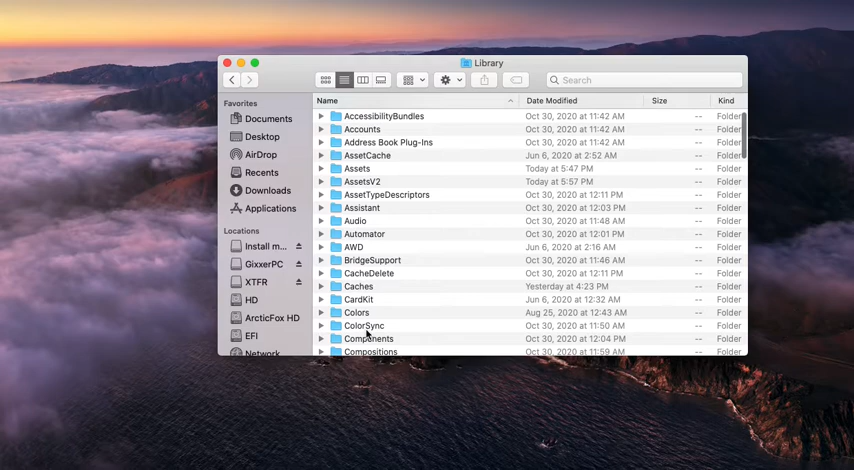 Library
Search
Favorites
Documents
Desktop
AirDrop
Recents
Downloads
Applications
Locations
Install m...
GixxerPC
XTFR
HD
ArcticFox HD
EFI
Network
Name Date Modified Size Kind
AccessibilityBundles Oct 30, 2020 at 11:42 AM -- Folder
Accounts Oct 30, 2020 at 11:42 AM -- Folder
Address Book Plug-Ins Oct 30, 2020 at 11:42 AM -- Folder
AssetCache Jun 6, 2020 at 2:52 AM -- Folder
Assets Today at 5:47 PM -- Folder
AssetsV2 Today at 5:57 PM -- Folder
AssetTypeDescriptors Oct 30, 2020 at 12:11 PM -- Folder
Assistant Oct 30, 2020 at 12:03 PM -- Folder
Audio Oct 30, 2020 at 11:48 AM -- Folder
Automator Oct 30, 2020 at 12:01 PM -- Folder
AWD Jun 6, 2020 at 2:16 AM -- Folder
BridgeSupport Oct 30, 2020 at 11:46 AM -- Folder
CacheDelete Oct 30, 2020 at 12:11 PM -- Folder
Caches Yesterday at 4:23 PM -- Folder
CardKit Jun 6, 2020 at 12:32 AM -- Folder
Colors Aug 25, 2020 at 12:43 AM -- Folder
ColorSync Oct 30, 2020 at 11:50 AM -- Folder
Components Oct 30, 2020 at 12:04 PM -- Folder
Compositions Oct 30, 2020 at 11:59 AM -- Folder